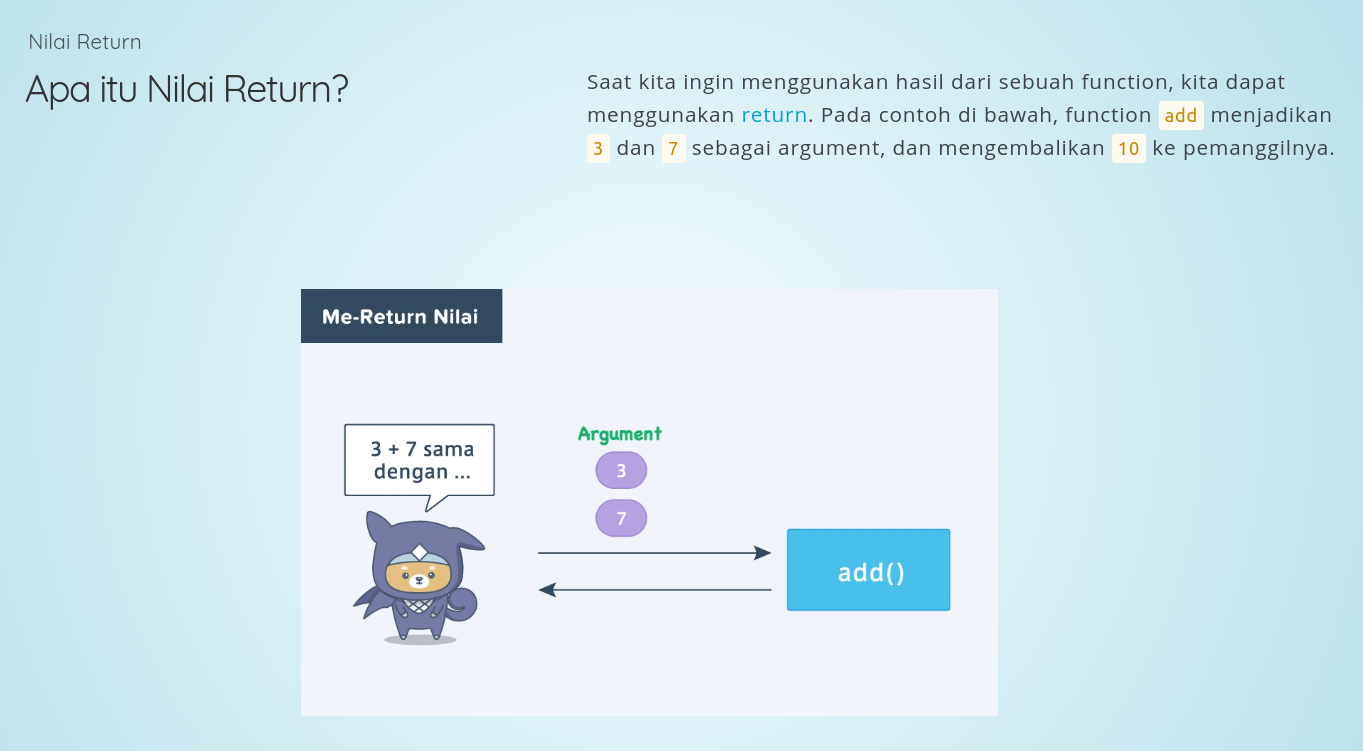 Nilai Return
Apa itu Nilai Return?
Saat kita ingin menggunakan hasil dari sebuah function, kita dapat
menggunakan return. Pada contoh di bawah, function add menjadikan
3 dan 7 sebagai argument, dan mengembalikan 10 ke pemanggilnya.
Me-Return Nilai
3 + 7 sama
dengan ...
Argument
3
7
add()